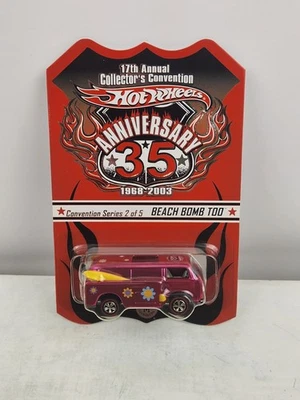 17th Annual
Collector's Convention
Hot Wheels
ANNIVERSARY
35
1968-2003
Convention Series 2 of 5 BEACH BOMB TOO